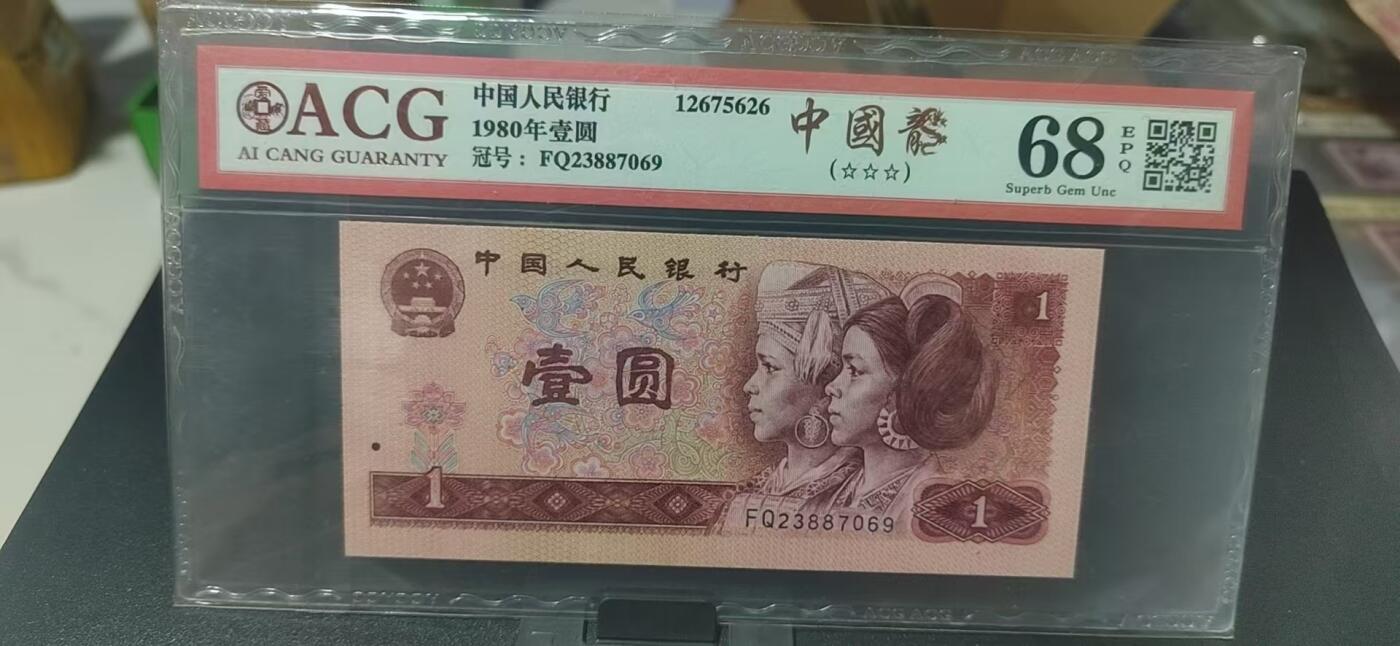 ACG
AI CANG GUARANTY
中国人民银行
1980年壹圆
冠号：FQ23887069
12675626
中國龍
(☆☆☆)
68
EPQ
Superb Gem Unc
中国人民银行
壹圆
1
1
1
FQ23887069